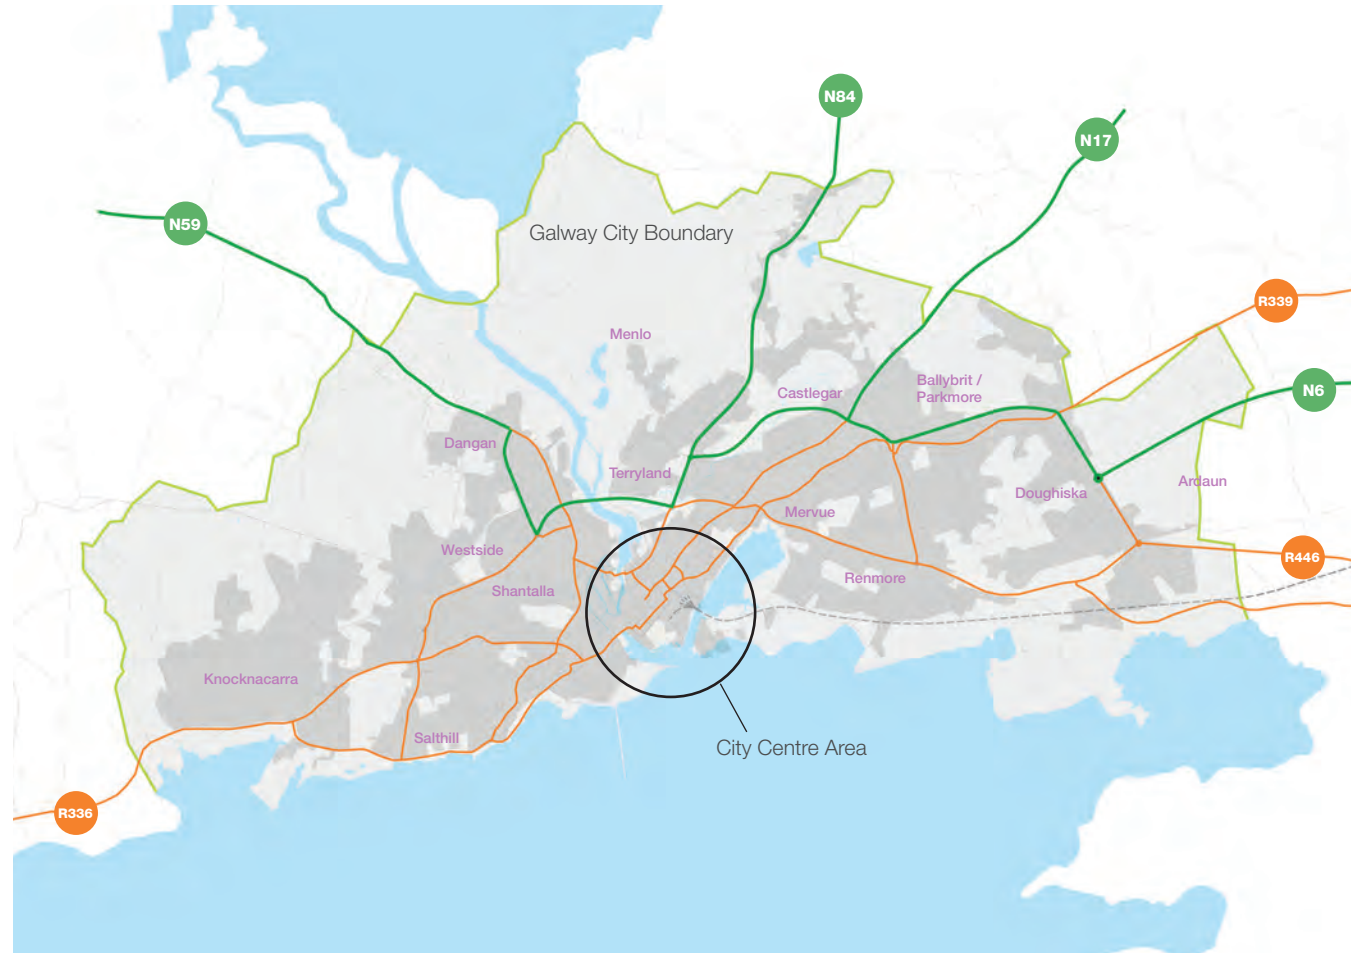 N84
N17
N59
Galway City Boundary
R339
Menlo
Ballybrit /
Parkmore
Castlegar
N6
Dangan
Terryland
Ardaun
Doughiska
Mervue
Westside
R446
Renmore
Shantalla
Knocknacarra
Salthill
City Centre Area
R336